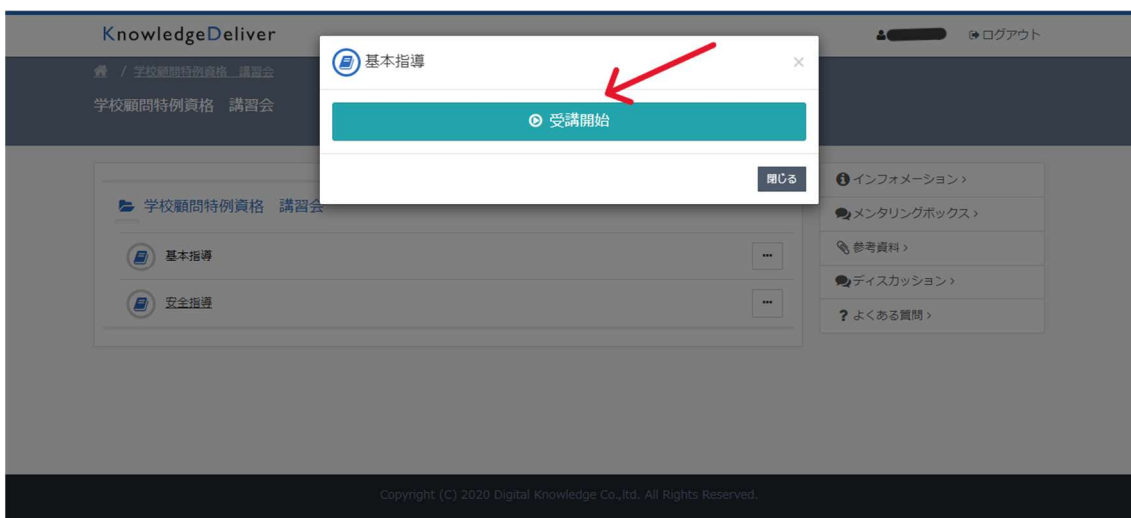 KnowledgeDeliver
ログアウト
/ 学校顧問特例資格 講習会
学校顧問特例資格 講習会
基本指導
×
受講開始
閉じる
学校顧問特例資格 講習会
基本指導
...
安全指導
...
インフォメーション >
メンタリングボックス >
参考資料 >
ディスカッション >
? よくある質問 >
Copyright (C) 2020 Digital Knowledge Co.,ltd. All Rights Reserved.